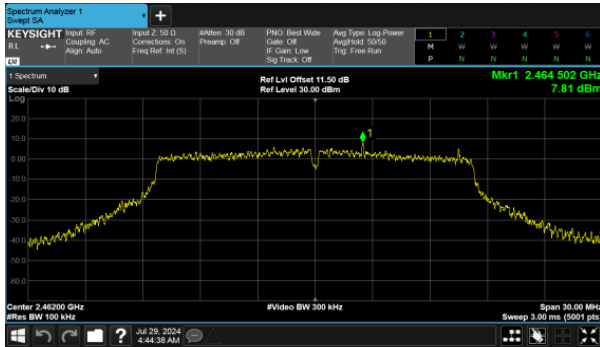 Spectrum Analyzer 1
Swept SA
+
KEYSIGHT
RL
LW
Input: RF
Coupling: AC
Align: Auto
Input Z: 50 Ω
Corrections: On
Freq Ref: Int (S)
#Atten: 30 dB
Preamp: Off
PNO: Best Wide
Gate: Off
IF Gain: Low
Sig Track: Off
Avg Type: Log-Power
Avg|Hold: 50/50
Trig: Free Run
1 2 3 4 5 6
M W W W W W
P N N N N N
1 Spectrum
Scale/Div 10 dB
Ref Lvl Offset 11.50 dB
Ref Level 30.00 dBm
Mkr1 2.464 502 GHz
7.81 dBm
Log
20.0
10.0
0.00
-10.0
-20.0
-30.0
-40.0
-50.0
-60.0
1
Center 2.46200 GHz
#Res BW 100 kHz
#Video BW 300 kHz
Span 30.00 MHz
Sweep 3.00 ms (5001 pts)
?
Jul 29, 2024
4:44:38 AM